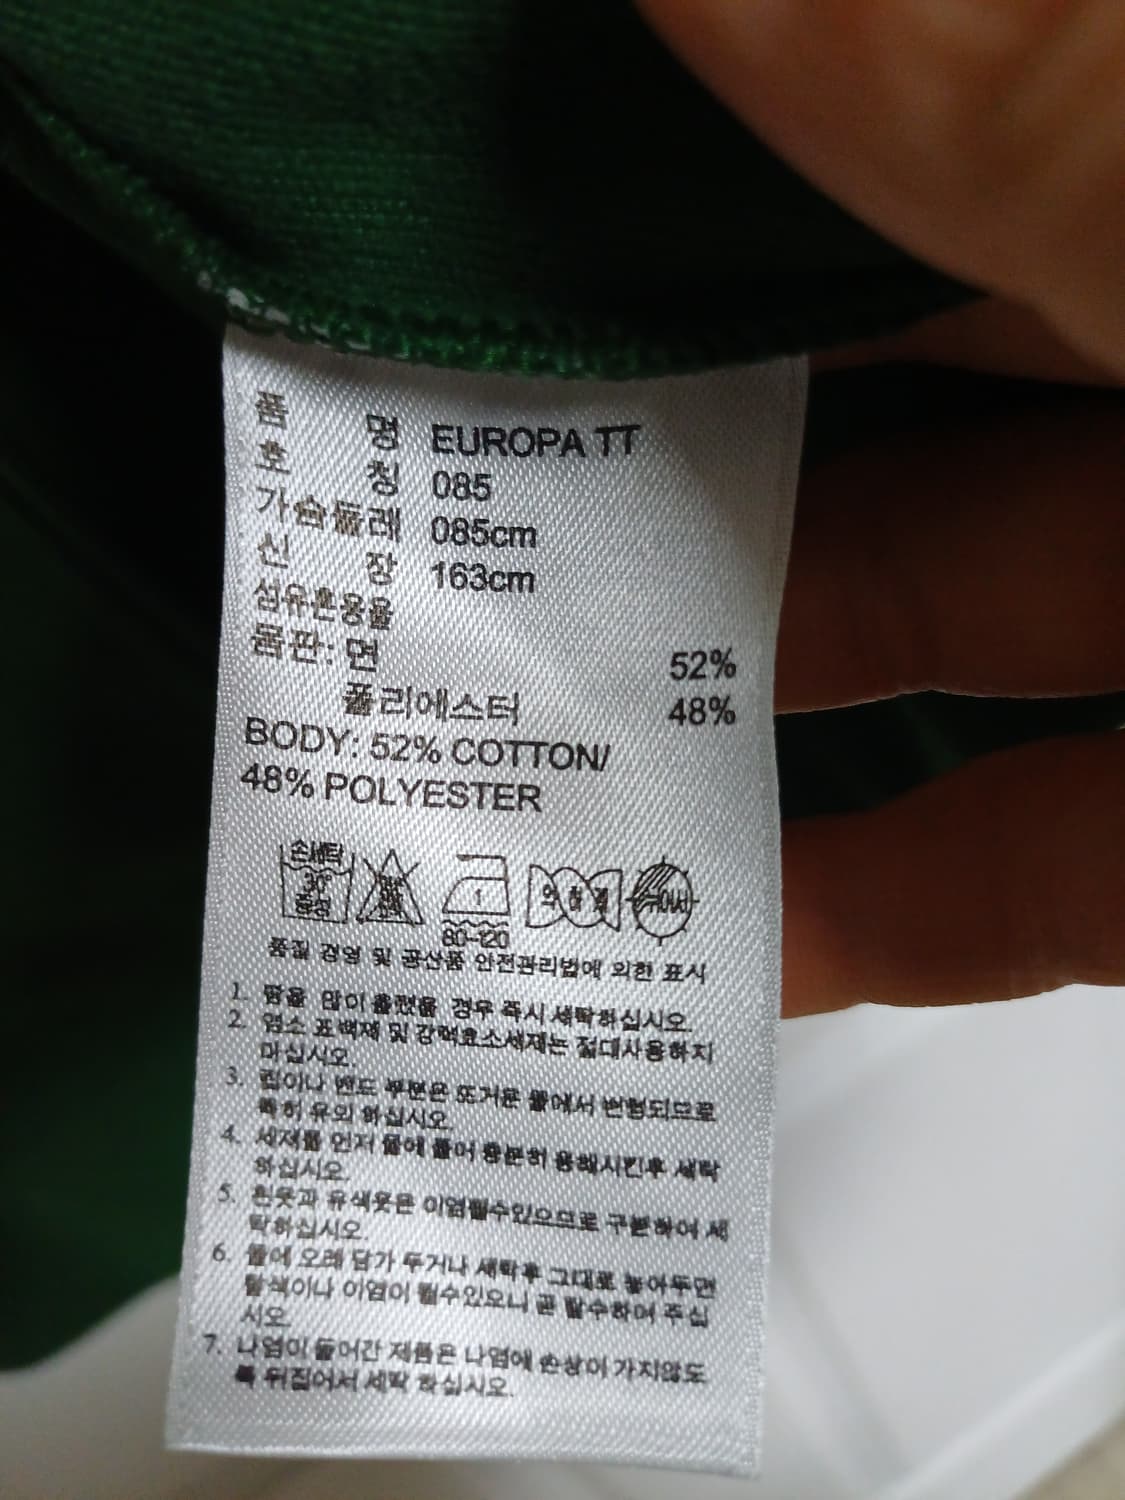 품 명 EUROPA TT
호 칭 085
가슴둘레 085cm
신 장 163cm
섬유혼용율
몸판: 면 52%
폴리에스터 48%
BODY: 52% COTTON/
48% POLYESTER
손세탁
30°
중성
1
80-120
약하게
품질 경영 및 공산품 안전관리법에 의한 표시
1. 땀을 많이 흘렸을 경우 즉시 세탁하십시오.
2. 염소 표백제 및 강력효소세제는 절대사용하지
마십시오.
3. 깁이나 밴드 부분은 뜨거운 물에서 변형되므로
특히 유의 하십시오.
4. 세제를 먼저 물에 풀어 충분히 용해시킨후 세탁
하십시오.
5. 흰옷과 유색옷은 이염될수있으므로 구분하여 세
탁하십시오.
6. 물에 오래 담가 두거나 세탁후 그대로 놓아두면
탈색이나 이염이 될수있으니 곧 탈수하여 주십
시오.
7. 나염이 들어간 제품은 나염에 손상이 가지않도
록 뒤집어서 세탁 하십시오.